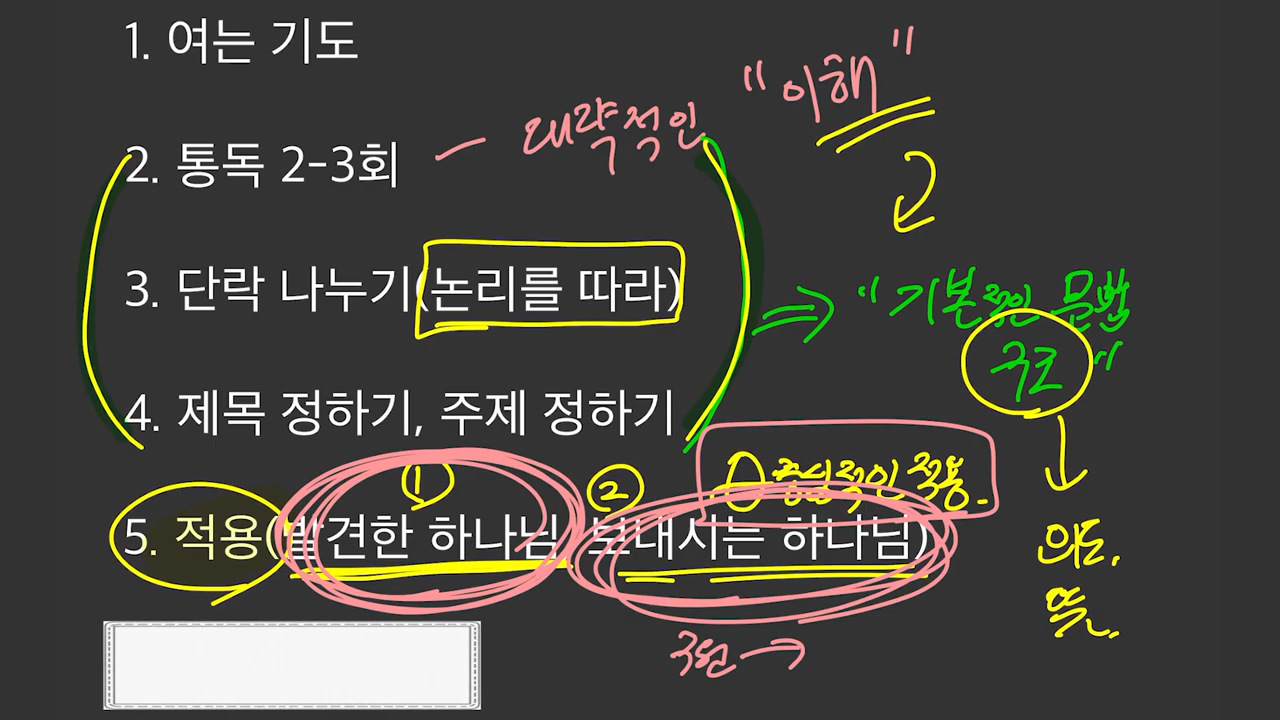 1. 여는 기도
"이해"
2. 통독 2-3회 - 대략적인
3. 단락 나누기(논리를 따라)
⇒ "기본적인 문법
구조"
4. 제목 정하기, 주제 정하기
중심적인 적용.
① ②
5. 적용(발견한 하나님, 보내시는 하나님)
의도.
뜻.
구원 →